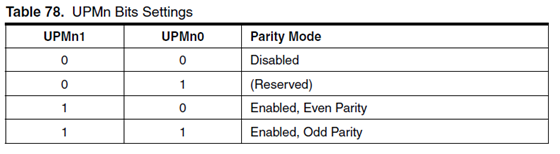 Table 78. UPMn Bits Settings
UPMn1 UPMn0 Parity Mode
0 0 Disabled
0 1 (Reserved)
1 0 Enabled, Even Parity
1 1 Enabled, Odd Parity